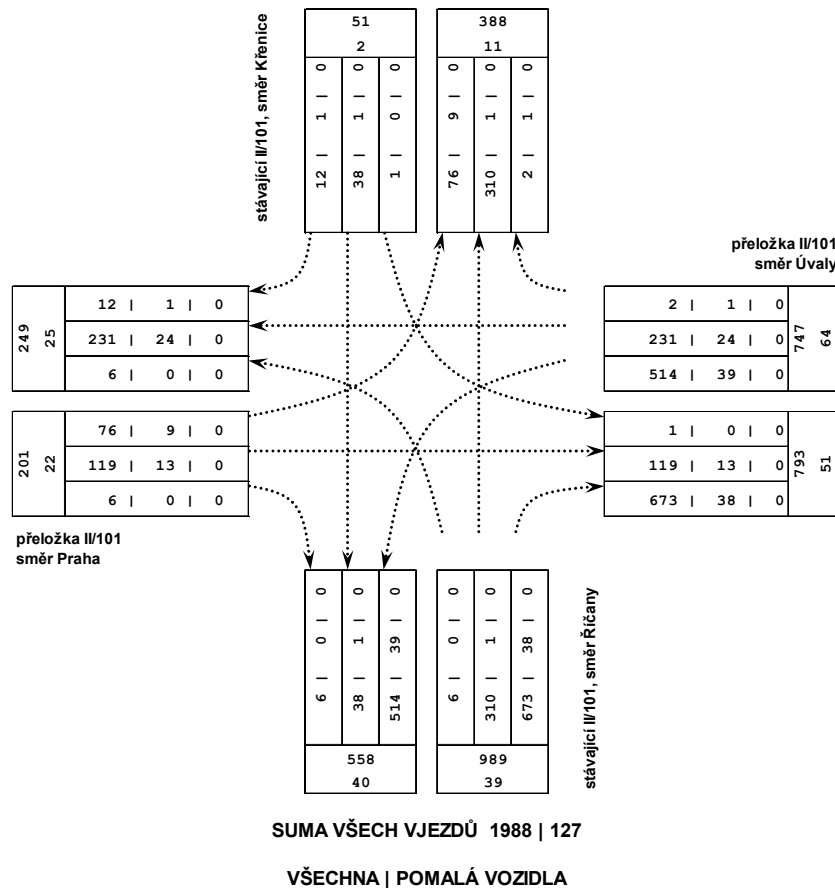 51
2
12 | 1 | 0
38 | 1 | 0
1 | 0 | 0
388
11
76 | 9 | 0
310 | 1 | 0
2 | 1 | 0
stávající II/101, směr Křenice
přeložka II/101
směr Úvaly
249
25
12 | 1 | 0
231 | 24 | 0
6 | 0 | 0
2 | 1 | 0
231 | 24 | 0
514 | 39 | 0
747
64
201
22
76 | 9 | 0
119 | 13 | 0
6 | 0 | 0
1 | 0 | 0
119 | 13 | 0
673 | 38 | 0
793
51
přeložka II/101
směr Praha
6 | 0 | 0
38 | 1 | 0
514 | 39 | 0
558
40
6 | 0 | 0
310 | 1 | 0
673 | 38 | 0
989
39
stávající II/101, směr Říčany
SUMA VŠECH VJEZDŮ 1988 | 127
VŠECHNA | POMALÁ VOZIDLA